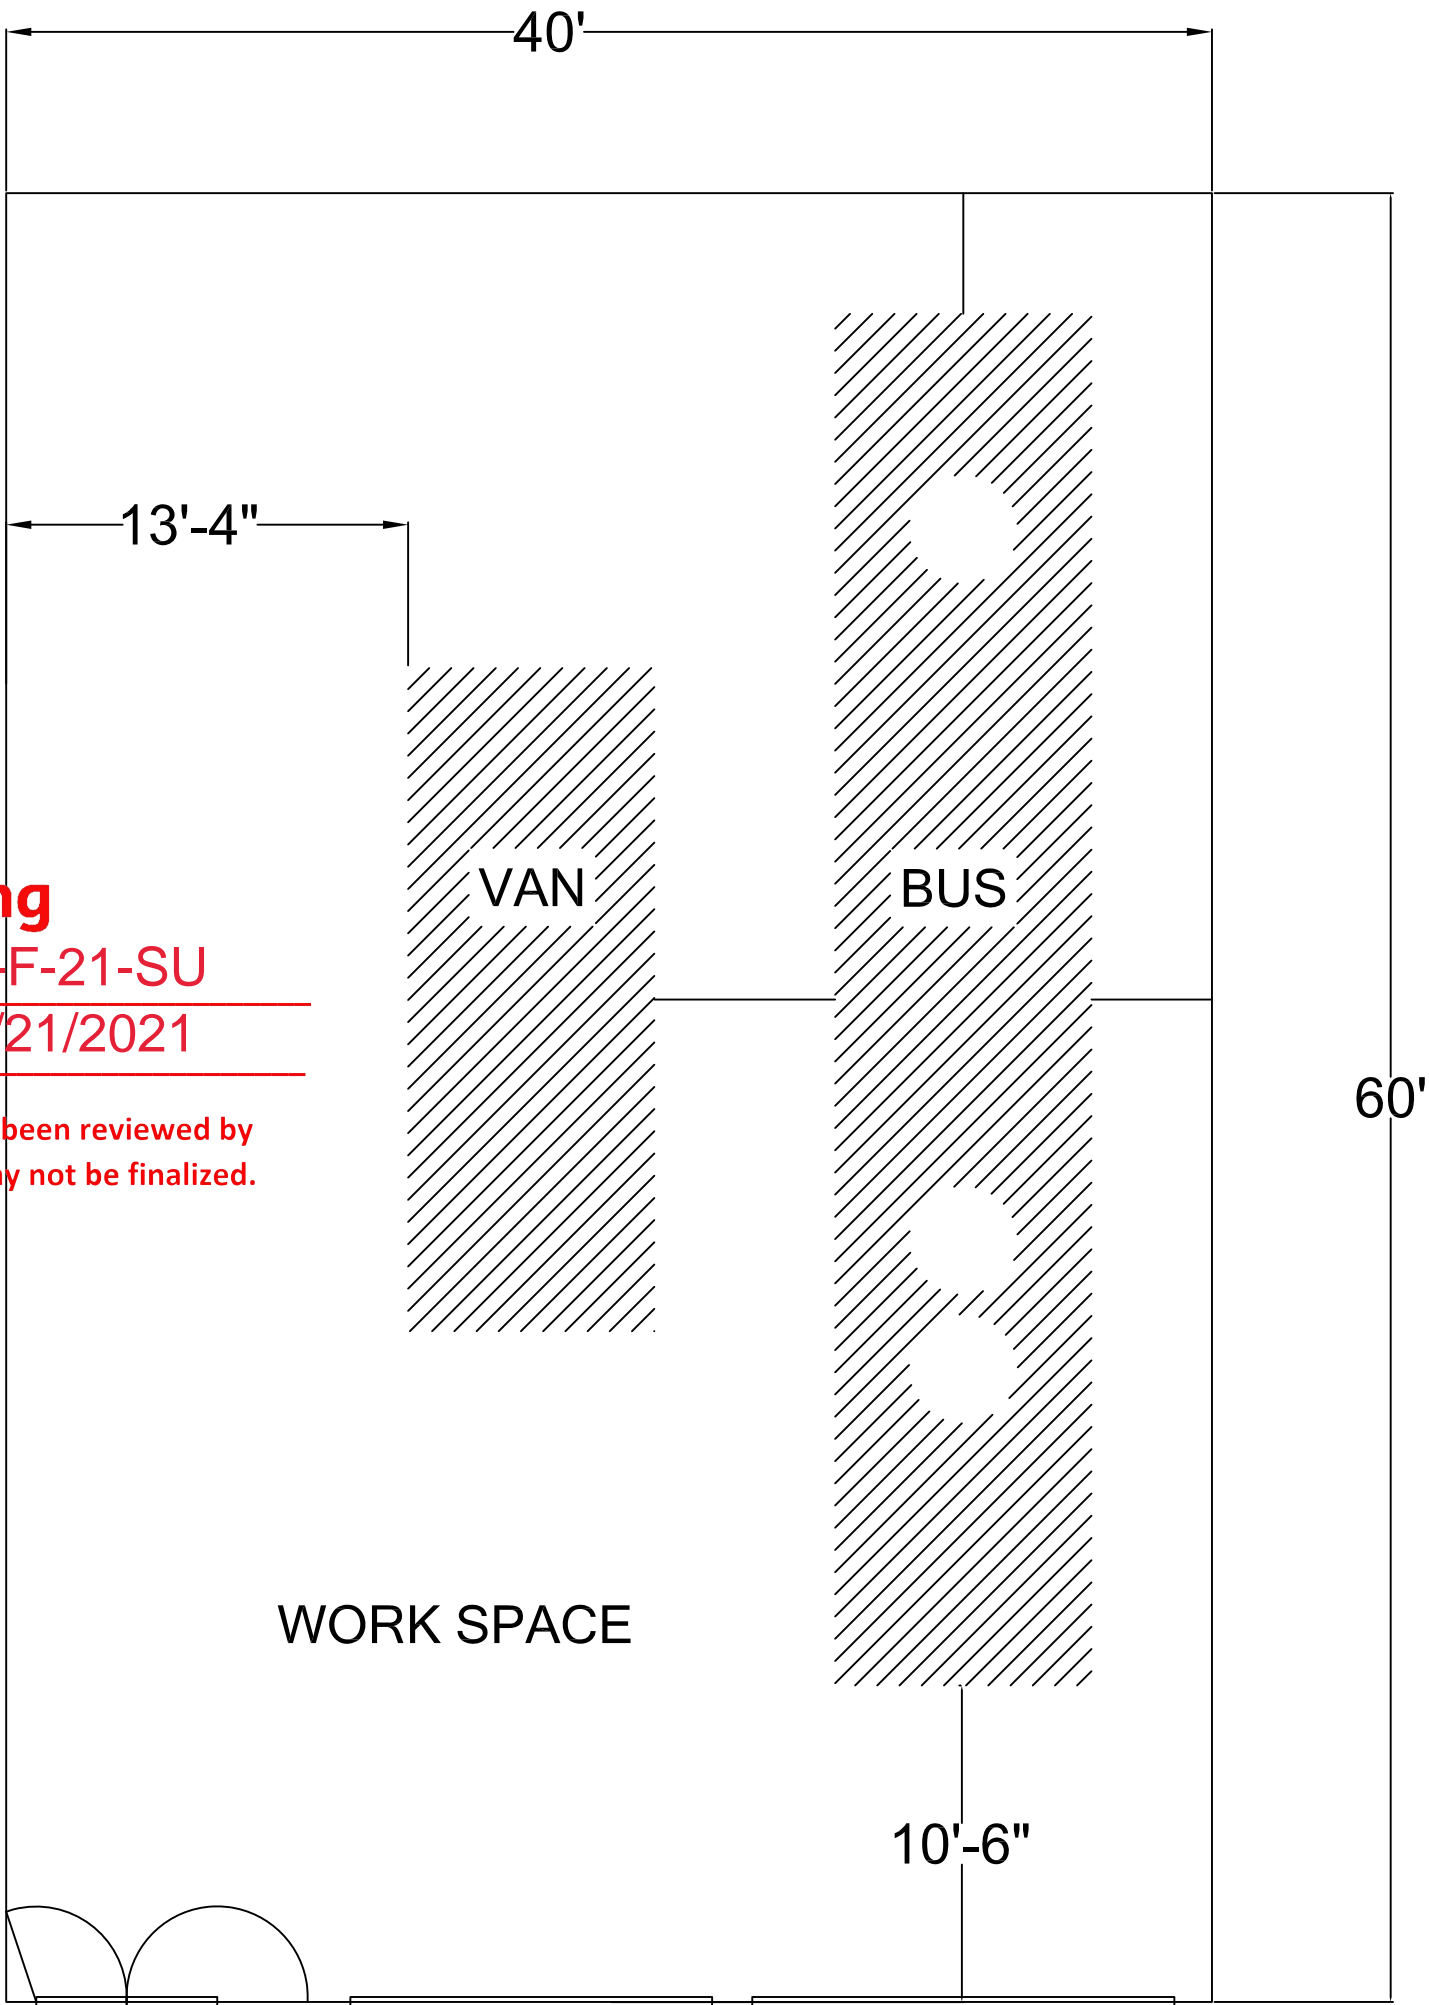 40'
13'-4"
VAN
BUS
-F-21-SU
/21/2021
60'
been reviewed by
not be finalized.
WORK SPACE
10'-6"